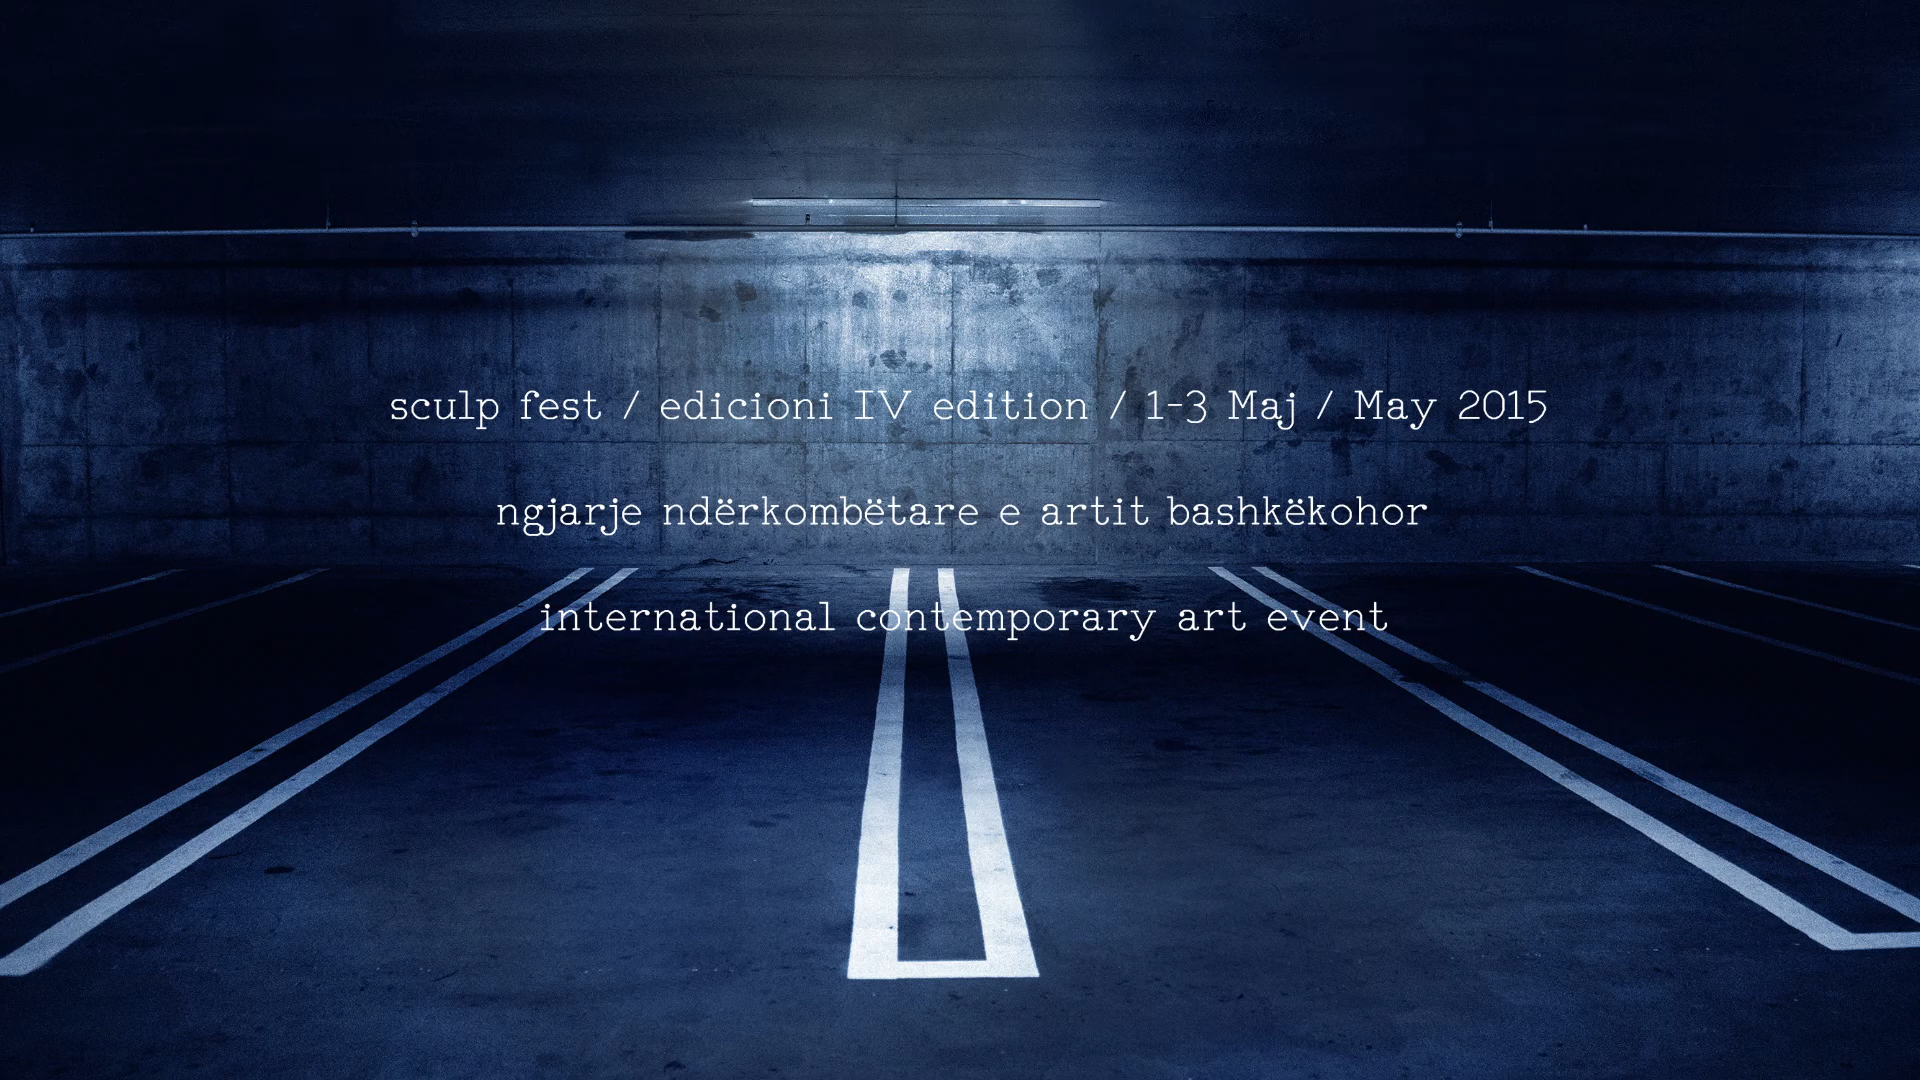 sculp fest / edicioni IV edition / 1-3 Maj / May 2015
ngjarje ndërkombëtare e artit bashkëkohor
international contemporary art event